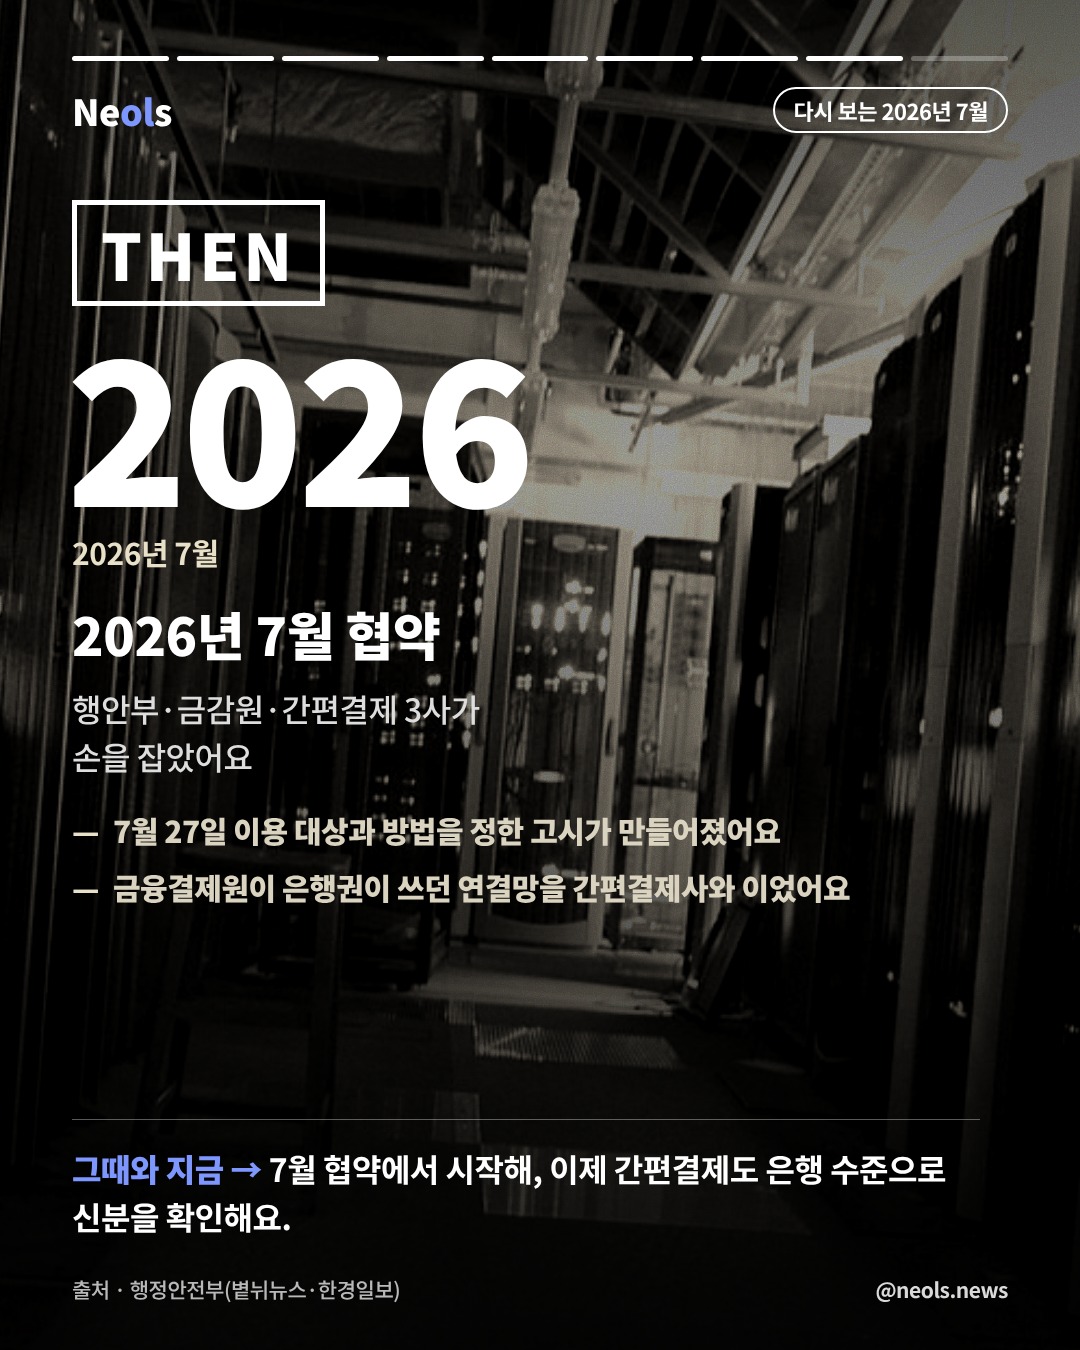 Neols
다시 보는 2026년 7월
THEN
2026
2026년 7월
2026년 7월 협약
행안부·금감원·간편결제 3사가
손을 잡았어요
— 7월 27일 이용 대상과 방법을 정한 고시가 만들어졌어요
— 금융결제원이 은행권이 쓰던 연결망을 간편결제사와 이었어요
그때와 지금 → 7월 협약에서 시작해, 이제 간편결제도 은행 수준으로
신분을 확인해요.
출처 · 행정안전부(볕뉘뉴스·한경일보)
@neols.news